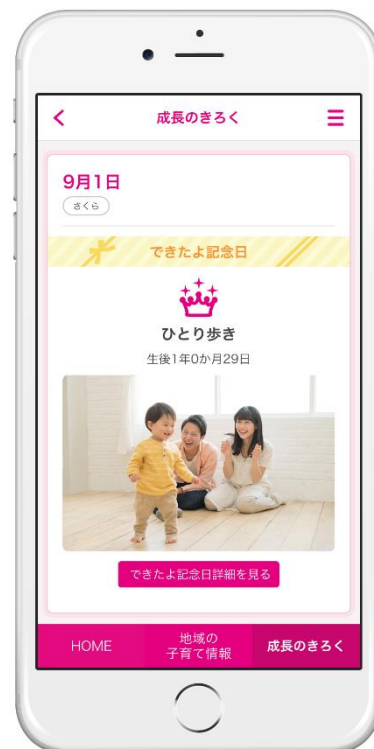 成長のきろく
9月1日
さくら
できたよ記念日
ひとり歩き
生後1年0か月29日
できたよ記念日詳細を見る
HOME
地域の
子育て情報
成長のきろく